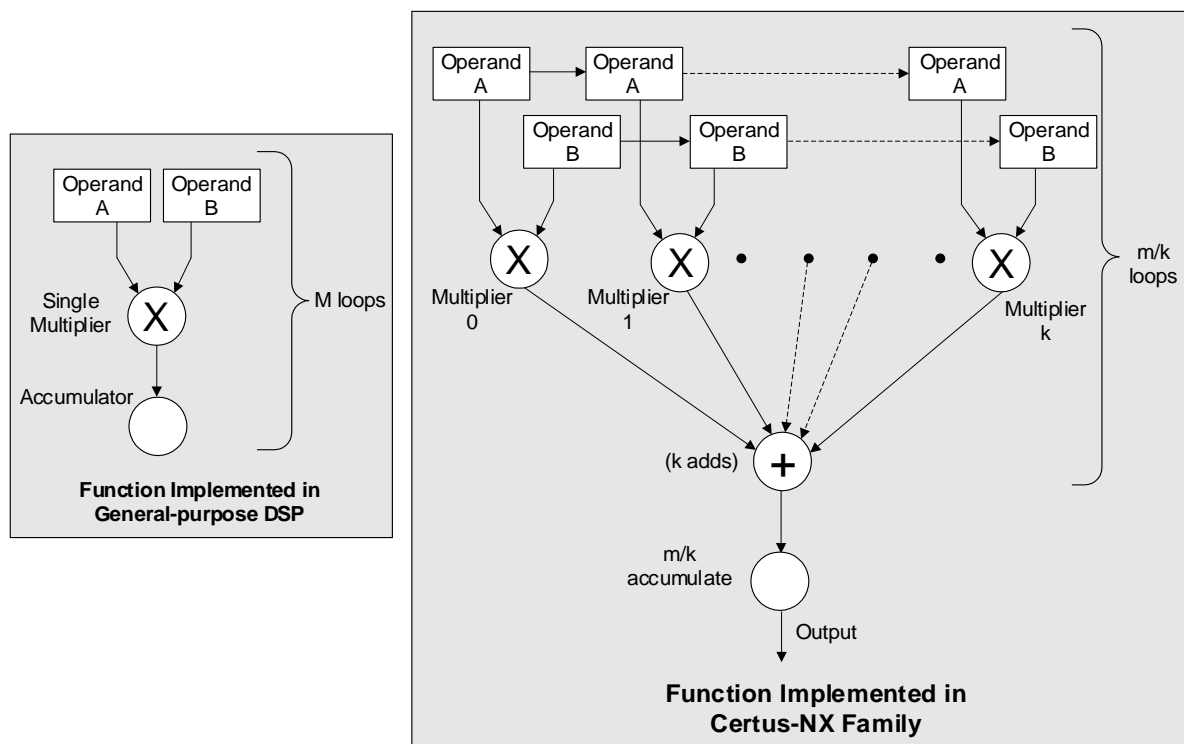 Operand
A
Operand
B
Single
Multiplier
X
M loops
Accumulator
Function Implemented in
General-purpose DSP
Operand
A
Operand
A
Operand
A
Operand
B
Operand
B
Operand
B
X
X
X
m/k
loops
Multiplier
0
Multiplier
1
Multiplier
k
(k adds)
+
m/k
accumulate
Output
Function Implemented in
Certus-NX Family